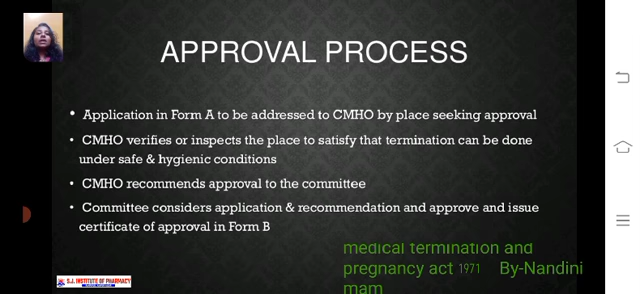 APPROVAL PROCESS
• Application in Form A to be addressed to CMHO by place seeking approval
• CMHO verifies or inspects the place to satisfy that termination can be done
under safe & hygienic conditions
• CMHO recommends approval to the committee
• Committee considers application & recommendation and approve and issue
certificate of approval in Form B
medical termination and
pregnancy act 1971 By-Nandini
mam
S.J. INSTITUTE OF PHARMACY